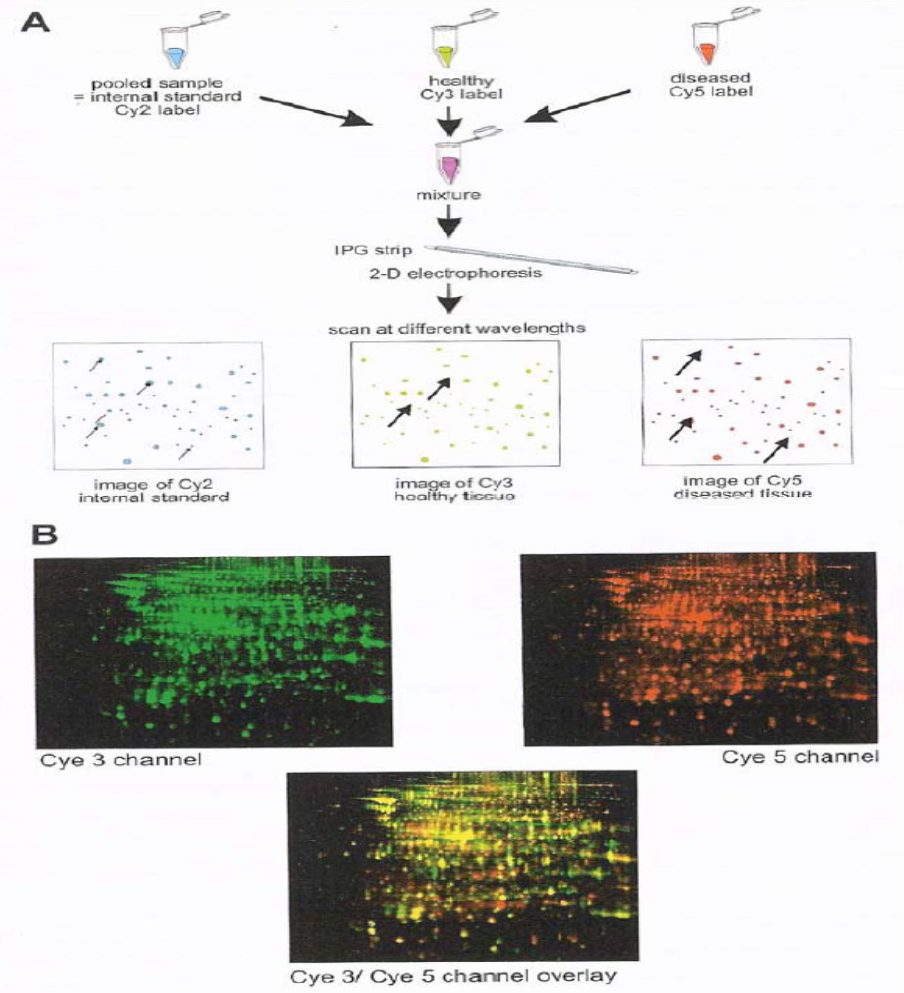 A
pooled sample
= internal standard
Cy2 label
healthy
Cy3 label
diseased
Cy5 label
mixture
IPG strip
2-D electrophoresis
scan at different wavelengths
image of Cy2
internal standard
image of Cy3
healthy tissue
image of Cy5
diseased tissue
B
Cye 3 channel
Cye 5 channel
Cye 3/ Cye 5 channel overlay